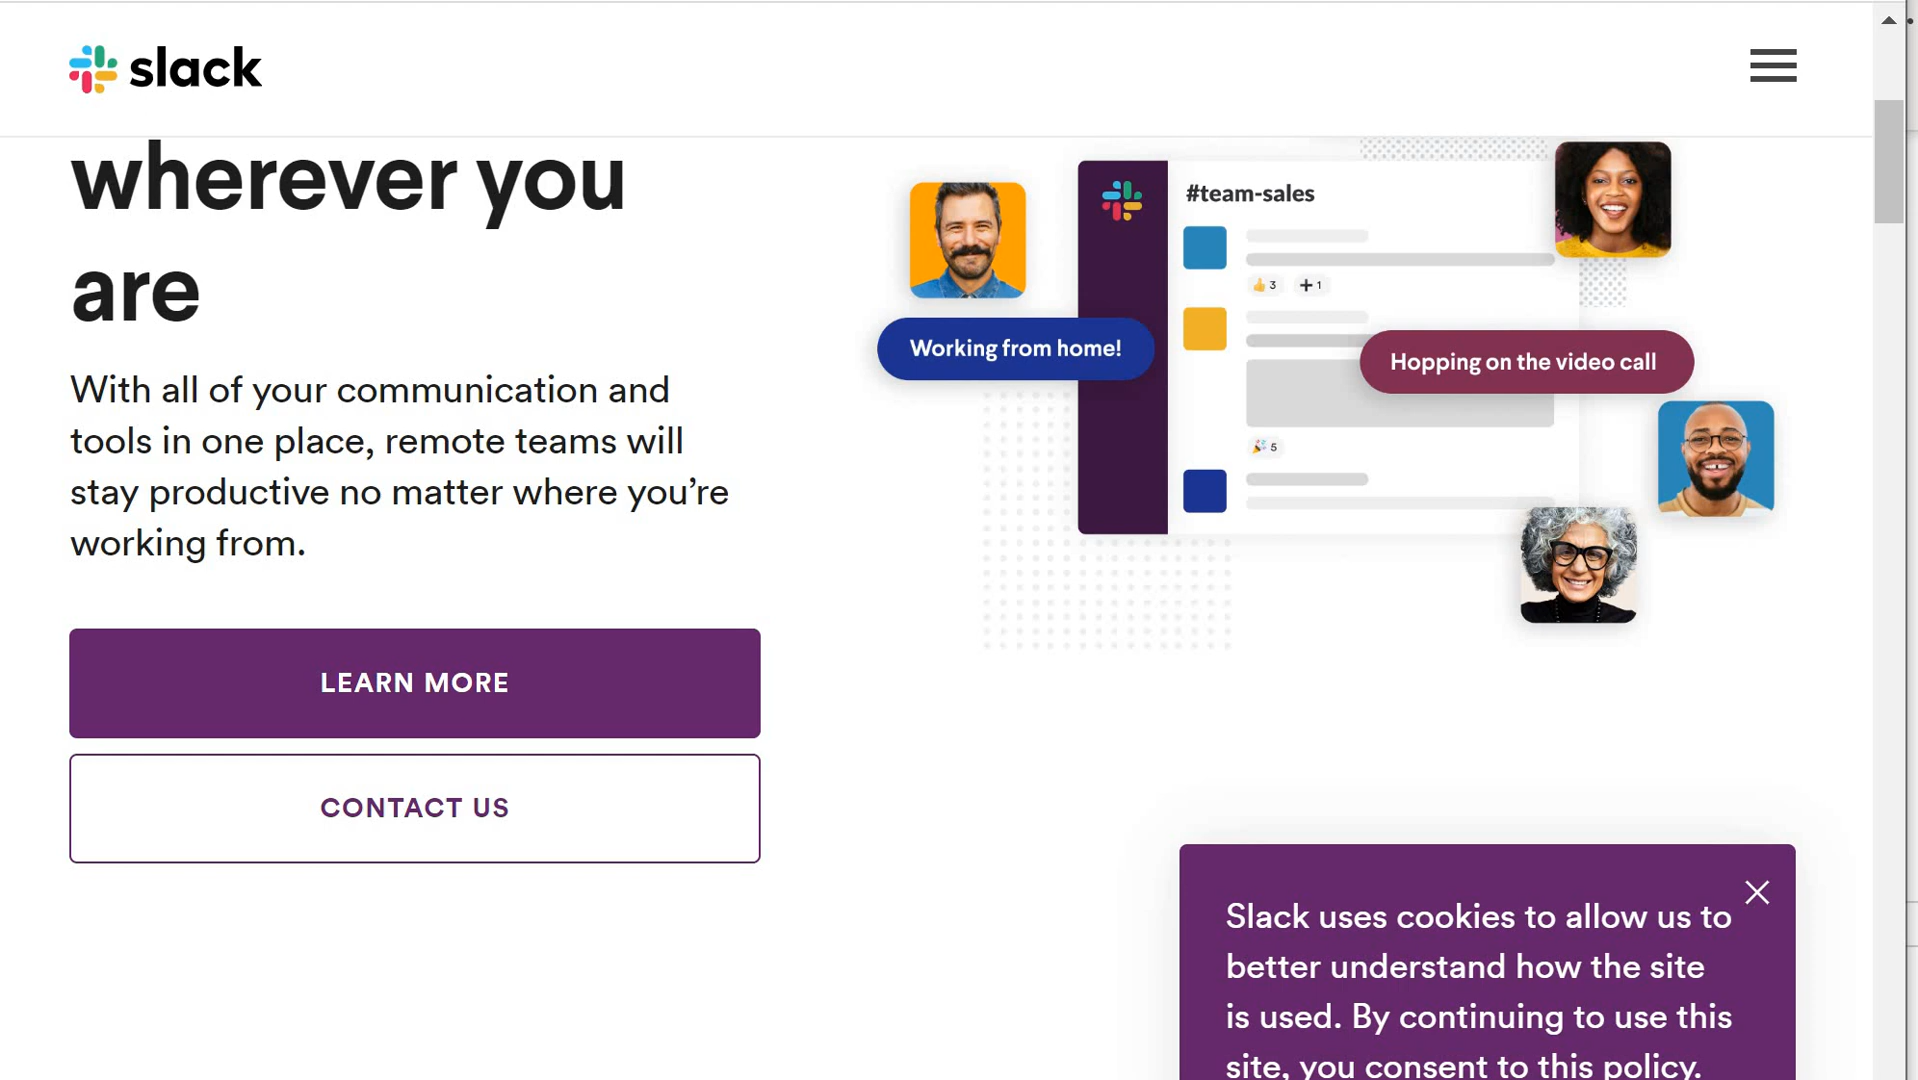 slack
wherever you
are
With all of your communication and
tools in one place, remote teams will
stay productive no matter where you’re
working from.
LEARN MORE
CONTACT US
#team-sales
3
1
Working from home!
Hopping on the video call
5
Slack uses cookies to allow us to
better understand how the site
is used. By continuing to use this
site, you consent to this policy.